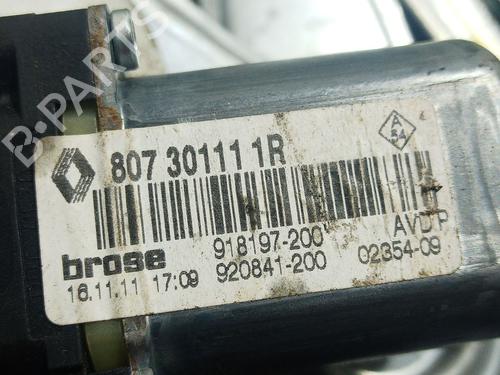 B-PARTS
807 30111 1R
A
54
918197-200 AVD P
brose 920841-200 02354-09
16.11.11 17:09